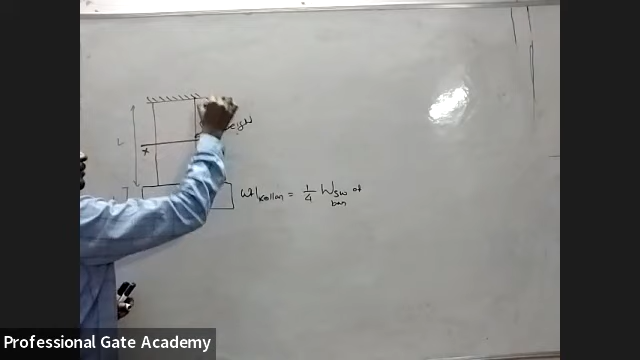 L
x
Wt|collar = 1/4 WSW of
bar
Professional Gate Academy